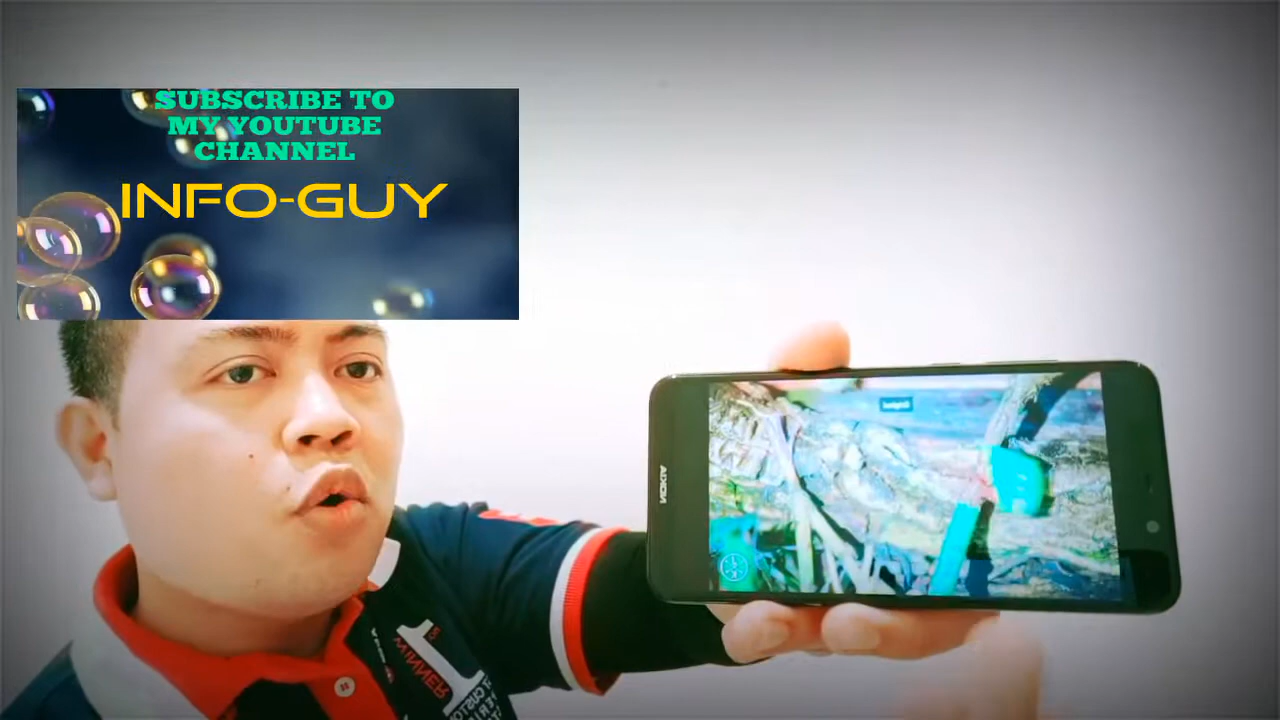 SUBSCRIBE TO
MY YOUTUBE
CHANNEL
INFO-GUY
NOKIA
WINNER